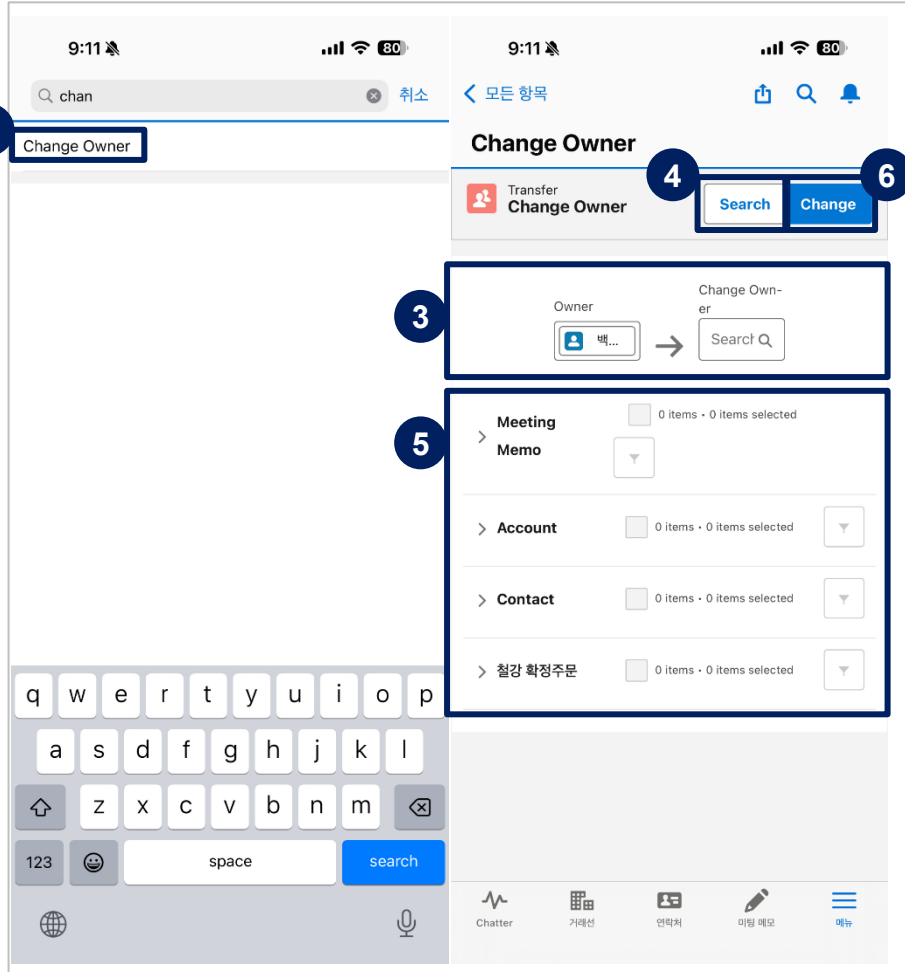 9:11
80
chan
취소
Change Owner
q w e r t y u i o p
a s d f g h j k l
z x c v b n m
123
space
search
9:11
80
모든 항목
Change Owner
Transfer
Change Owner
4
Search
Change
6
3
Owner
백...
Change Own-
er
Search
5
Meeting
Memo
0 items • 0 items selected
Account
0 items • 0 items selected
Contact
0 items • 0 items selected
철강 확정주문
0 items • 0 items selected
Chatter
거래선
연락처
미팅 메모
메뉴